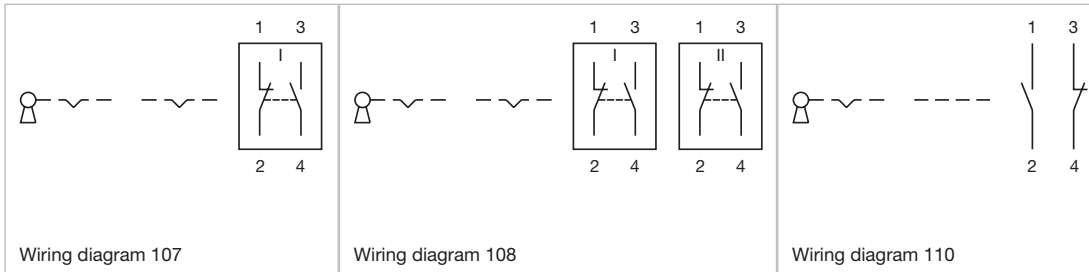 1 3
I
2 4
Wiring diagram 107
1 3 1 3
I II
2 4 2 4
Wiring diagram 108
1 3
2 4
Wiring diagram 110